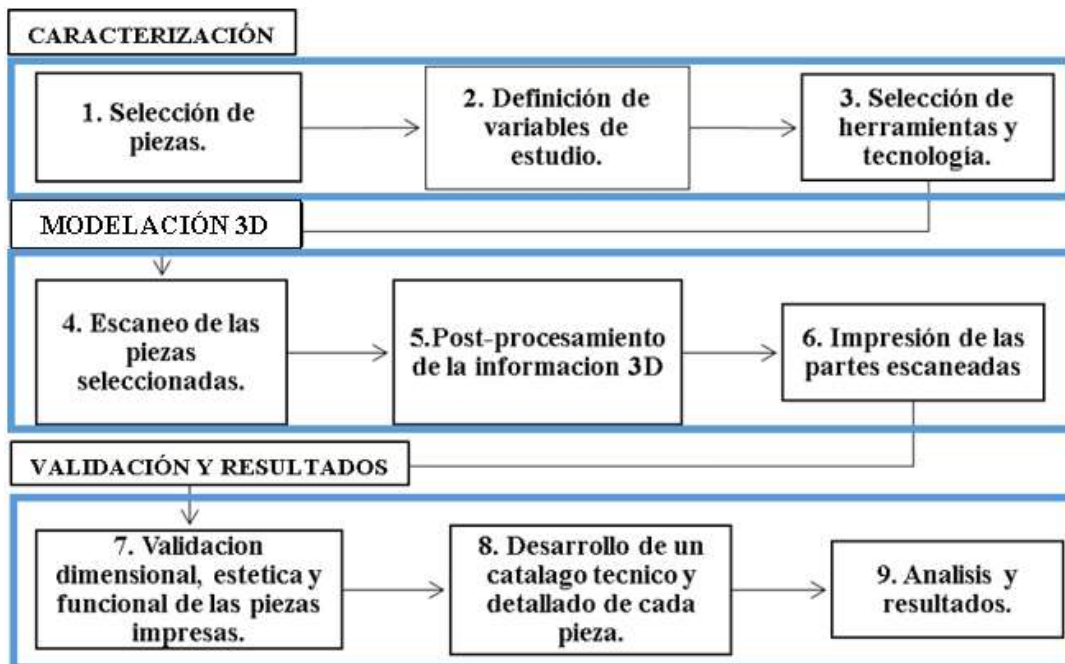 CARACTERIZACIÓN
1. Selección de
piezas.
2. Definición de
variables de
estudio.
3. Selección de
herramientas y
tecnología.
MODELACIÓN 3D
4. Escaneo de las
piezas
seleccionadas.
5.Post-procesamiento
de la informacion 3D
6. Impresión de las
partes escaneadas
VALIDACIÓN Y RESULTADOS
7. Validacion
dimensional, estetica y
funcional de las piezas
impresas.
8. Desarrollo de un
catalago tecnico y
detallado de cada
pieza.
9. Analisis y
resultados.